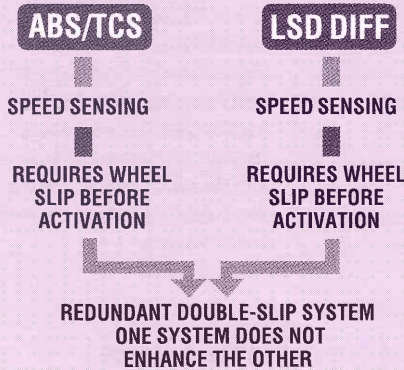 ABS/TCS
SPEED SENSING
REQUIRES WHEEL
SLIP BEFORE
ACTIVATION
LSD DIFF
SPEED SENSING
REQUIRES WHEEL
SLIP BEFORE
ACTIVATION
REDUNDANT DOUBLE-SLIP SYSTEM
ONE SYSTEM DOES NOT
ENHANCE THE OTHER